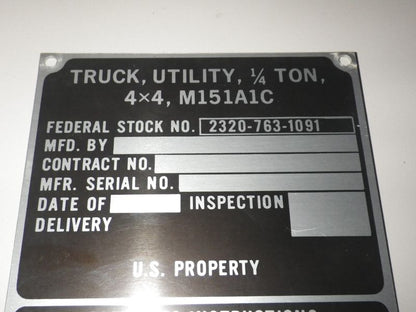 TRUCK, UTILITY, ¼ TON,
4×4, M151A1C
FEDERAL STOCK NO. 2320-763-1091
MFD. BY
CONTRACT NO.
MFR. SERIAL NO.
DATE OF INSPECTION
DELIVERY
U.S. PROPERTY
INSTRUCTIONS